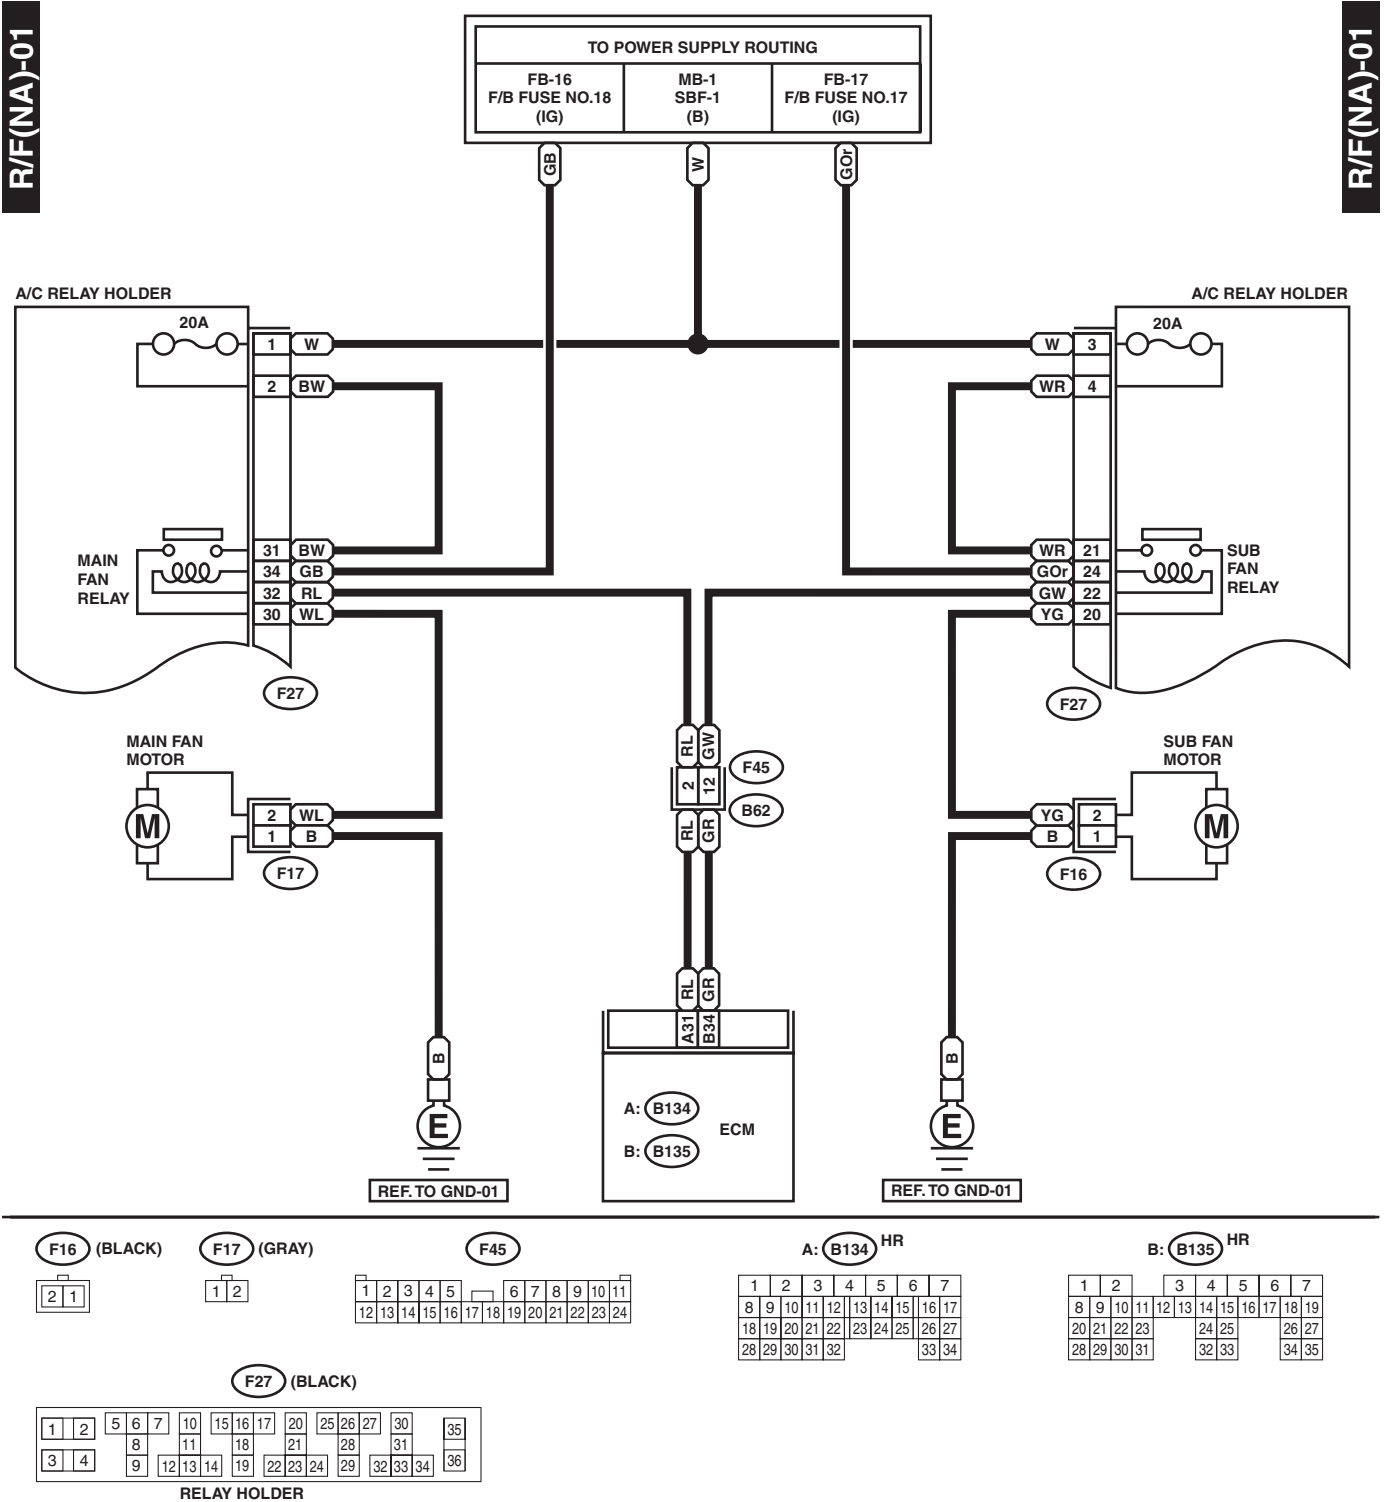 R/F(NA)-01
R/F(NA)-01
TO POWER SUPPLY ROUTING
FB-16
F/B FUSE NO.18
(IG)
MB-1
SBF-1
(B)
FB-17
F/B FUSE NO.17
(IG)
GB
W
GOr
A/C RELAY HOLDER
A/C RELAY HOLDER
20A
1 W
2 BW
W 3
WR 4
20A
MAIN
FAN
RELAY
31 BW
34 GB
32 RL
30 WL
WR 21
GOr 24
GW 22
YG 20
SUB
FAN
RELAY
F27
F27
MAIN FAN
MOTOR
M
2 WL
1 B
F17
RL GW
2 12
F45
B62
RL GR
SUB FAN
MOTOR
YG 2
B 1
M
F16
RL GR
A31 B34
A: B134
B: B135
ECM
B
E
REF. TO GND-01
B
E
REF. TO GND-01
F16 (BLACK)
2 1
F17 (GRAY)
1 2
F45
1 2 3 4 5 6 7 8 9 10 11
12 13 14 15 16 17 18 19 20 21 22 23 24
A: B134 HR
1 2 3 4 5 6 7
8 9 10 11 12 13 14 15 16 17
18 19 20 21 22 23 24 25 26 27
28 29 30 31 32 33 34
B: B135 HR
1 2 3 4 5 6 7
8 9 10 11 12 13 14 15 16 17 18 19
20 21 22 23 24 25 26 27
28 29 30 31 32 33 34 35
F27 (BLACK)
1 2 5 6 7 10 15 16 17 20 25 26 27 30 35
8 11 18 21 28 31
3 4 9 12 13 14 19 22 23 24 29 32 33 34 36
RELAY HOLDER